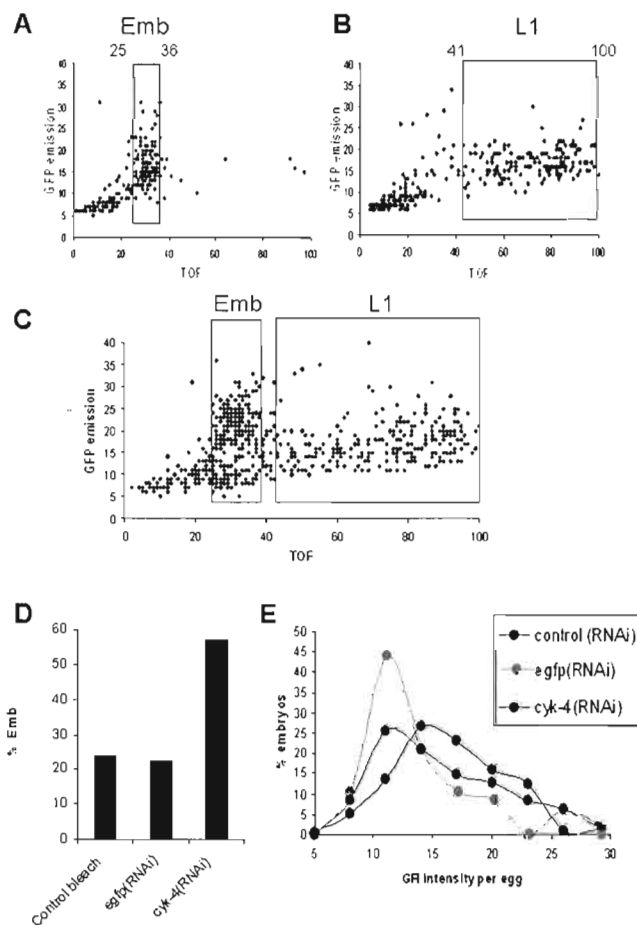 A
Emb
25 36
GFP emission
40
35
30
25
20
15
10
5
0
0 20 40 60 80 100
TOF
B
L1
41 100
GFP emission
40
35
30
25
20
15
10
5
0
0 20 40 60 80 100
TOF
C
Emb L1
GFP emission
40
35
30
25
20
15
10
5
0
0 20 40 60 80 100
TOF
D
% Emb
60
50
40
30
20
10
0
Control bleach
egfp(RNAi)
cyk-4(RNAi)
E
% embryos
50
45
40
35
30
25
20
15
10
5
0
5 10 15 20 25 30
intensity per egg
control (RNAi)
egfp(RNAi)
cyk-4(RNAi)